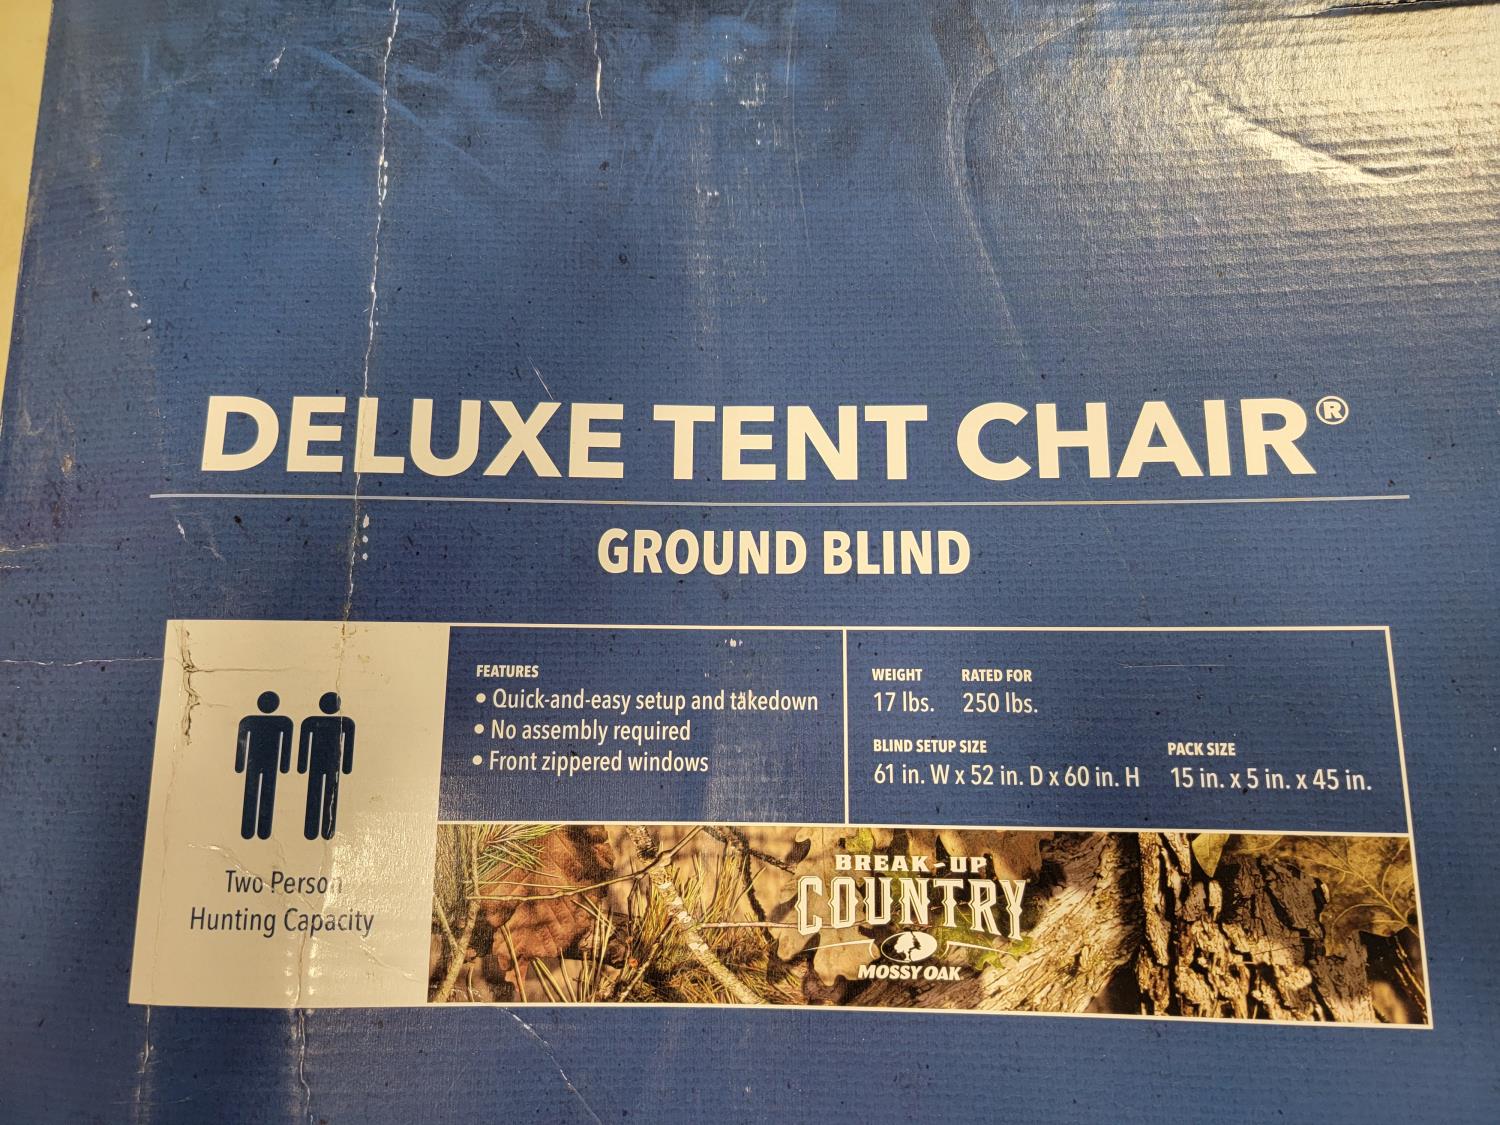 DELUXE TENT CHAIR®
GROUND BLIND
Two Person
Hunting Capacity
FEATURES
• Quick-and-easy setup and takedown
• No assembly required
• Front zippered windows
WEIGHT RATED FOR
17 lbs. 250 lbs.
BLIND SETUP SIZE PACK SIZE
61 in. W x 52 in. D x 60 in. H 15 in. x 5 in. x 45 in.
BREAK-UP
COUNTRY
MOSSY OAK